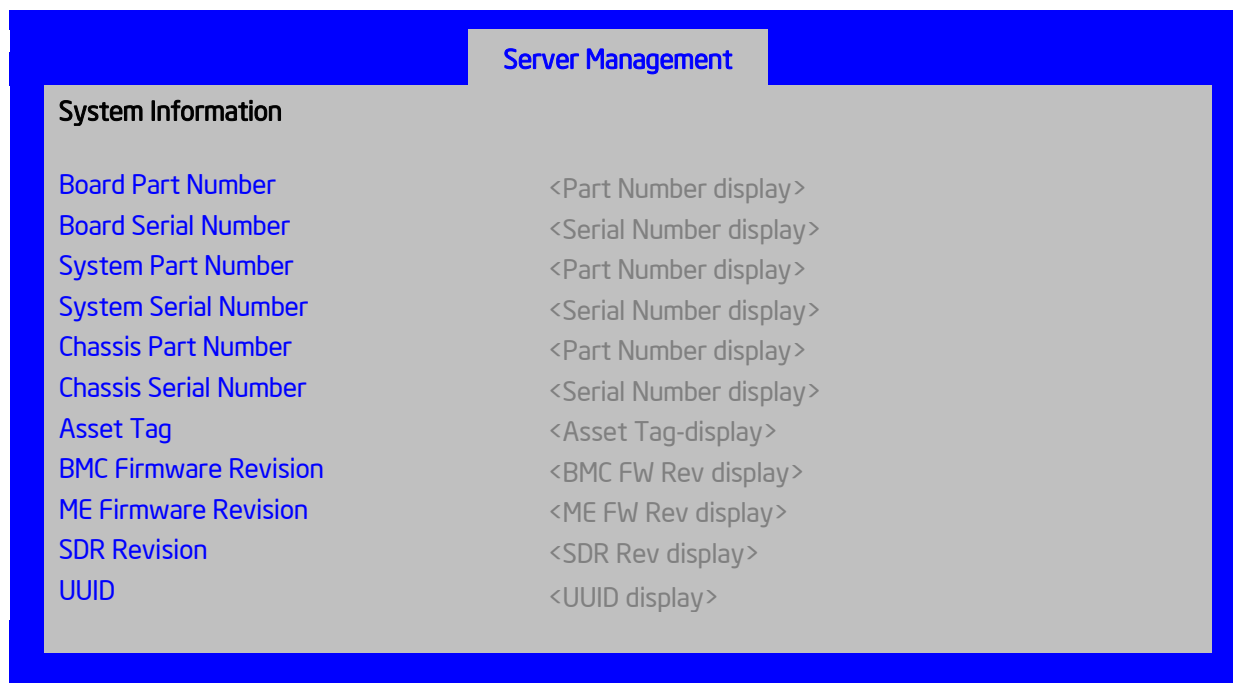 Server Management
System Information
Board Part Number <Part Number display>
Board Serial Number <Serial Number display>
System Part Number <Part Number display>
System Serial Number <Serial Number display>
Chassis Part Number <Part Number display>
Chassis Serial Number <Serial Number display>
Asset Tag <Asset Tag-display>
BMC Firmware Revision <BMC FW Rev display>
ME Firmware Revision <ME FW Rev display>
SDR Revision <SDR Rev display>
UUID <UUID display>